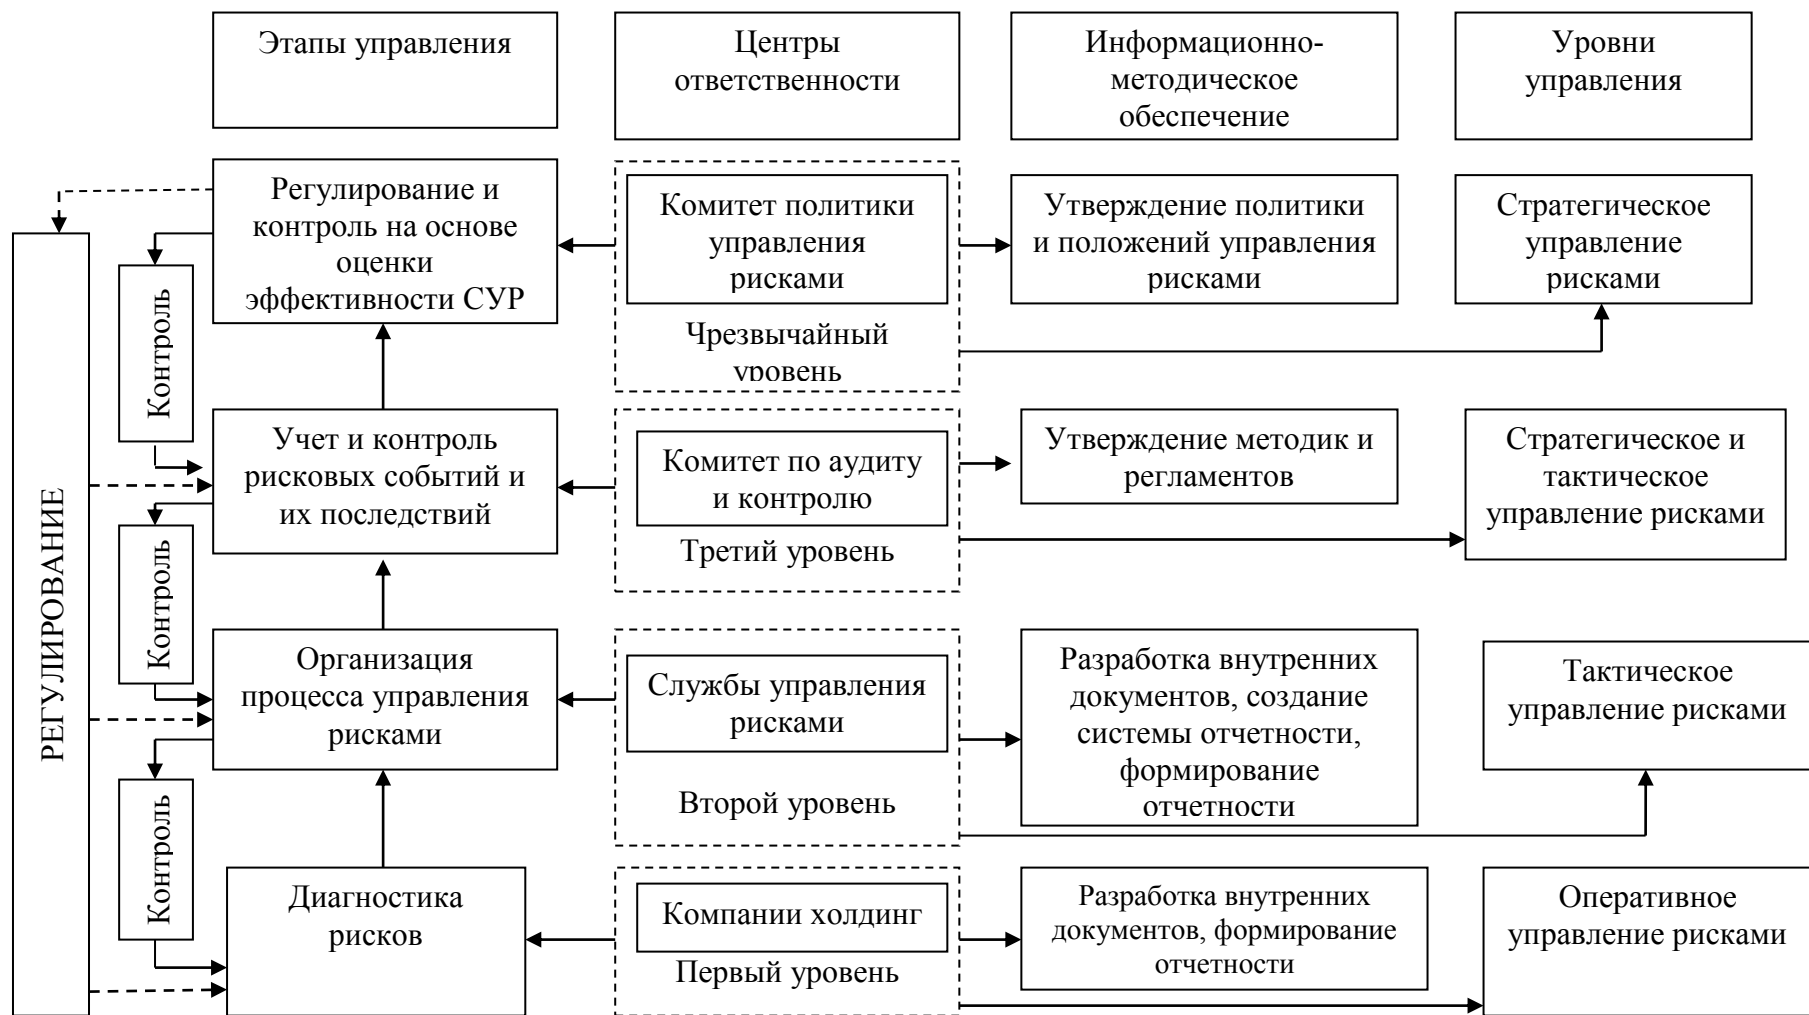 Этапы управления
Центры
ответственности
Информационно-
методическое
обеспечение
Уровни
управления
Регулирование и
контроль на основе
оценки
эффективности СУР
Комитет политики
управления
рисками
Чрезвычайный
уровень
Утверждение политики
и положений управления
рисками
Стратегическое
управление
рисками
Контроль
Учет и контроль
рисковых событий и
их последствий
Комитет по аудиту
и контролю
Третий уровень
Утверждение методик и
регламентов
Стратегическое и
тактическое
управление рисками
РЕГУЛИРОВАНИЕ
Контроль
Организация
процесса управления
рисками
Службы управления
рисками
Второй уровень
Разработка внутренних
документов, создание
системы отчетности,
формирование
отчетности
Тактическое
управление рисками
Контроль
Диагностика
рисков
Компании холдинг
Первый уровень
Разработка внутренних
документов, формирование
отчетности
Оперативное
управление рисками